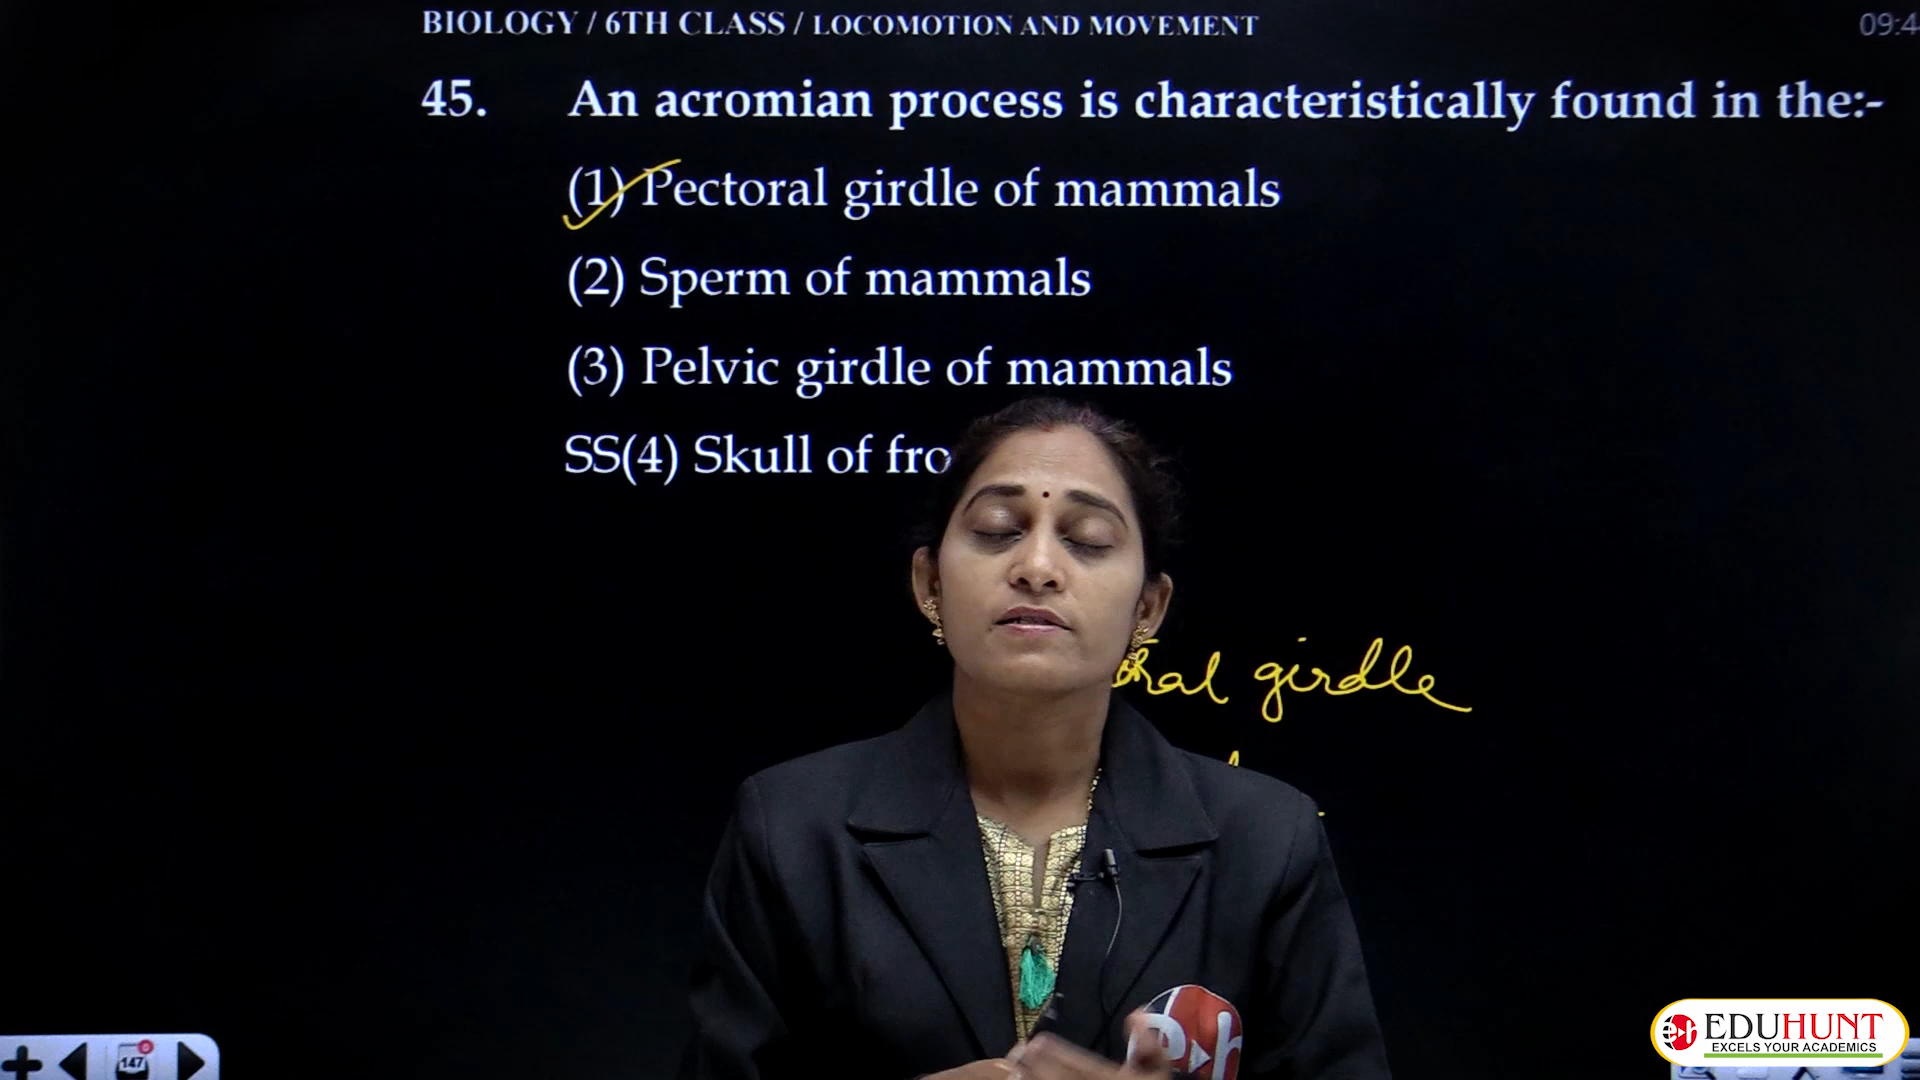 BIOLOGY / 6TH CLASS / LOCOMOTION AND MOVEMENT
09:4
45. An acromian process is characteristically found in the:-
(1) Pectoral girdle of mammals
(2) Sperm of mammals
(3) Pelvic girdle of mammals
SS(4) Skull of fro
girdle
147
0
EDUHUNT
EXCELS YOUR ACADEMICS